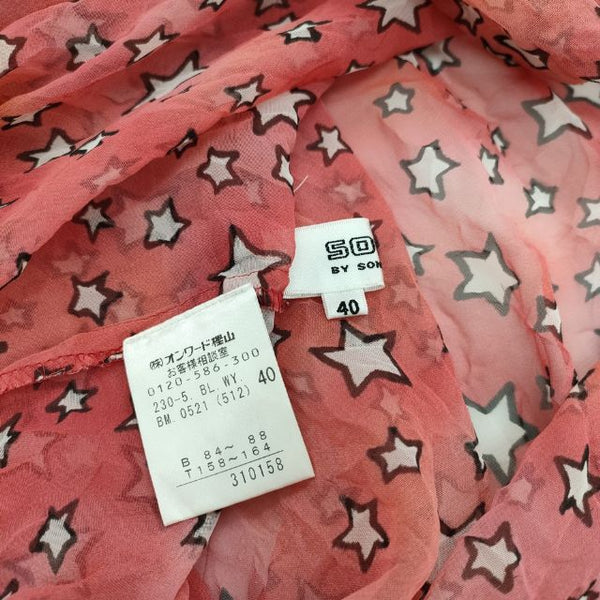 SO
BY SON
40
(株)オンワード樫山
お客様相談室
0120-586-300
230-5. BL. WY. 40
BM. 0521 (512)
B 84～ 88
T158～164
310158